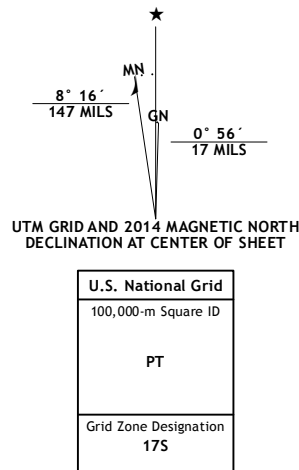 ★
MN
8° 16´
147 MILS
GN
0° 56´
17 MILS
UTM GRID AND 2014 MAGNETIC NORTH
DECLINATION AT CENTER OF SHEET
U.S. National Grid
100,000-m Square ID
PT
Grid Zone Designation
17S